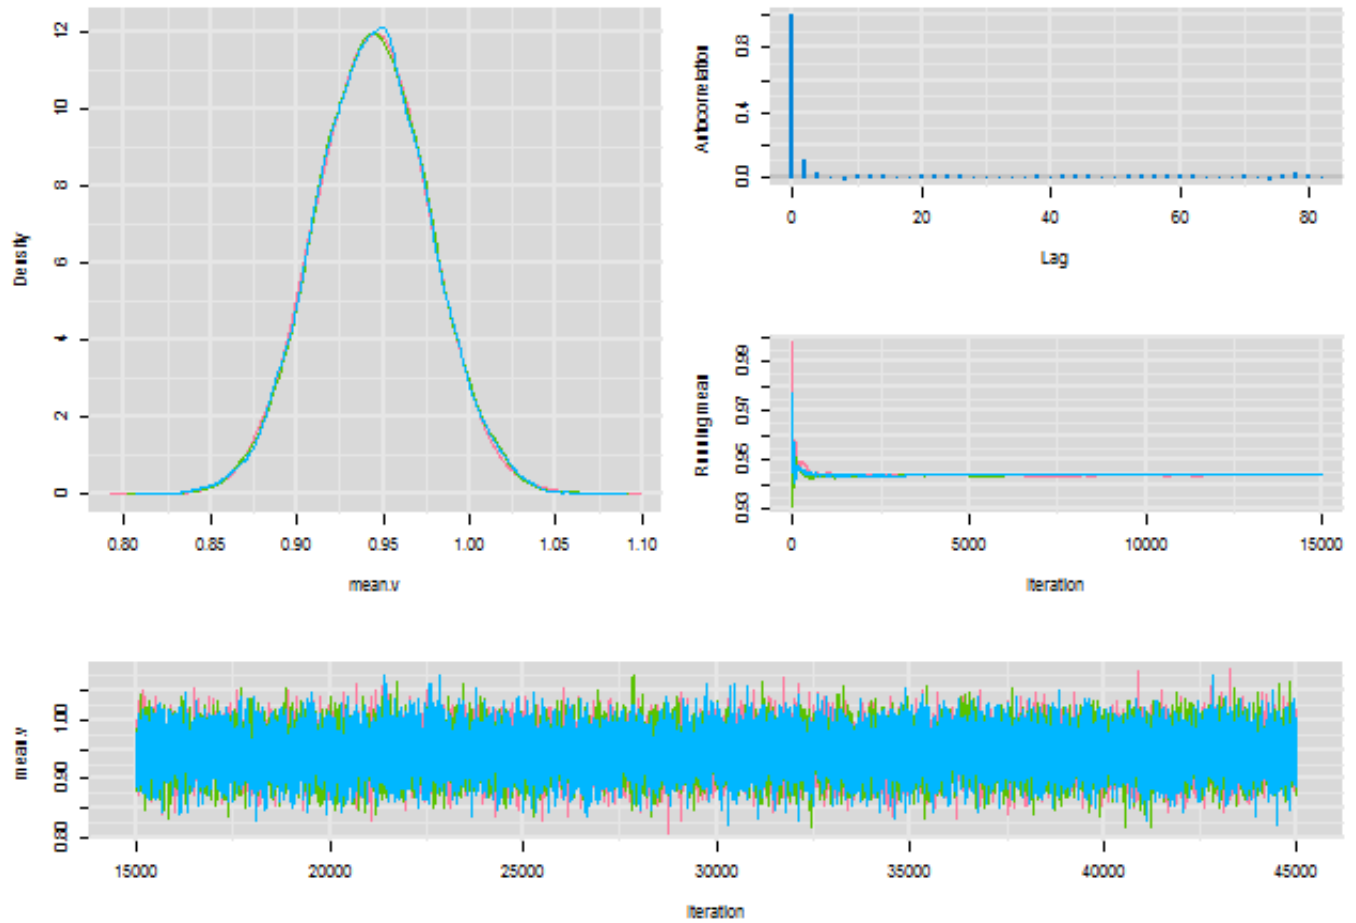 Density
12
10
8
6
4
2
0
0.80 0.85 0.90 0.95 1.00 1.05 1.10
mean.v
Autocorrelation
0.8
0.4
0.0
0 20 40 60 80
Lag
Running mean
0.99
0.97
0.95
0.93
0 5000 10000 15000
Iteration
mean.v
1.00
0.90
0.80
15000 20000 25000 30000 35000 40000 45000
Iteration